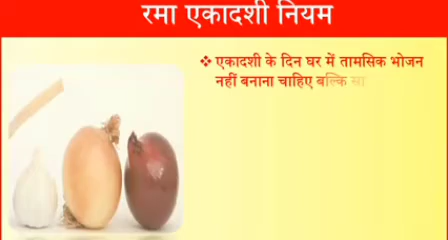 रमा एकादशी नियम
❖ एकादशी के दिन घर में तामसिक भोजन
नहीं बनाना चाहिए बल्कि